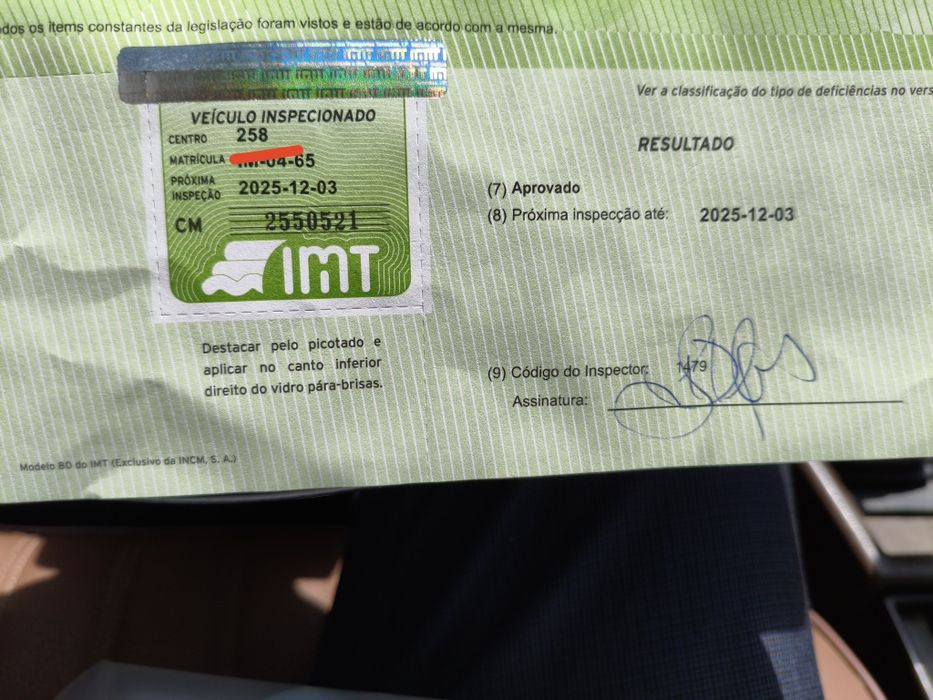 os items constantes da legislação foram vistos e estão de acordo com a mesma.
Ver a classificação do tipo de deficiências no
VEÍCULO INSPECIONADO
CENTRO 258
MATRÍCULA -04-65
PRÓXIMA INSPEÇÃO 2025-12-03
CM 2550521
IMT
RESULTADO
(7) Aprovado
(8) Próxima inspecção até: 2025-12-03
Destacar pelo picotado e
aplicar no canto inferior
direito do vidro pára-brisas.
(9) Código do Inspector: 1479
Assinatura:
Modelo 80 do IMT (Exclusivo da INCM, S. A.)